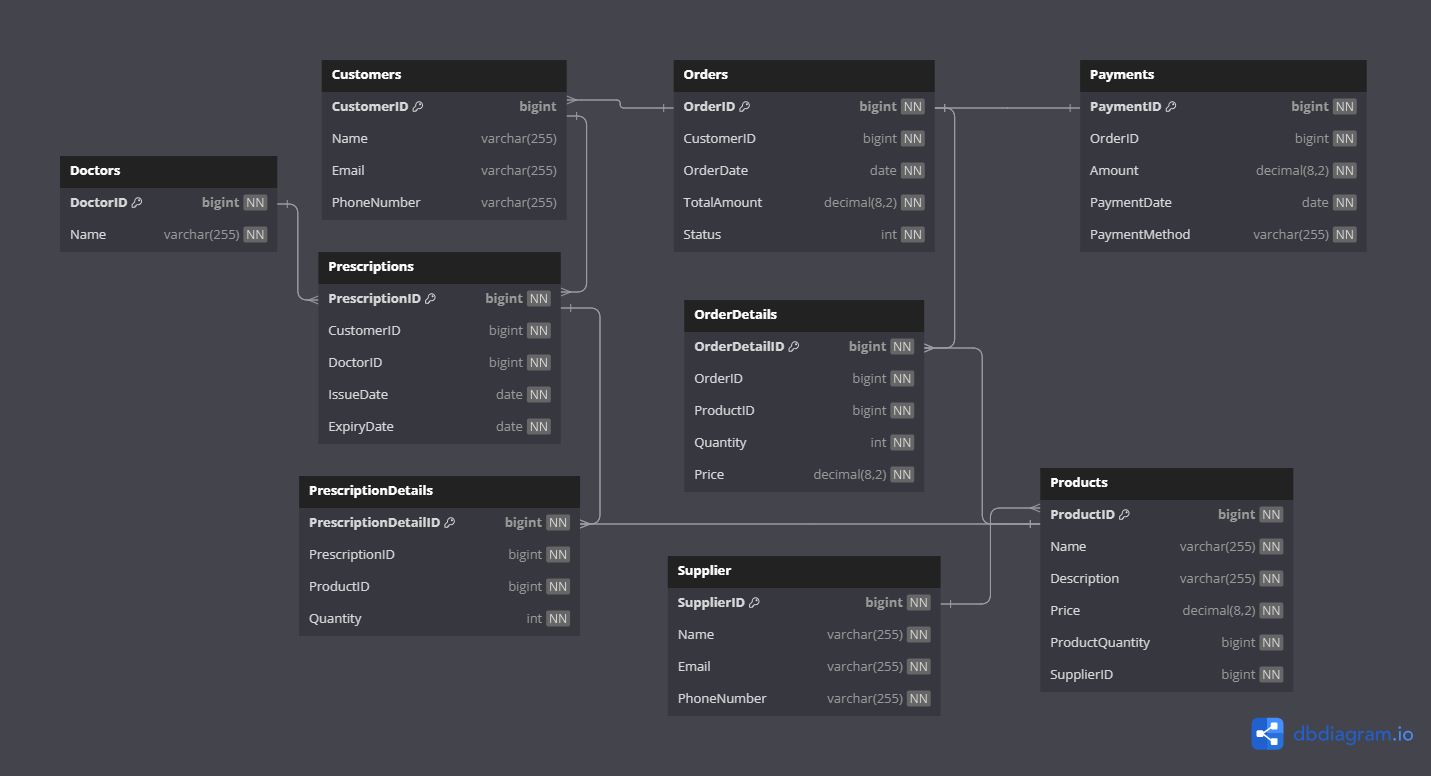 Customers
CustomerID bigint
Name varchar(255)
Email varchar(255)
PhoneNumber varchar(255)
Orders
OrderID bigint NN
CustomerID bigint NN
OrderDate date NN
TotalAmount decimal(8,2) NN
Status int NN
Payments
PaymentID bigint NN
OrderID bigint NN
Amount decimal(8,2) NN
PaymentDate date NN
PaymentMethod varchar(255) NN
Doctors
DoctorID bigint NN
Name varchar(255) NN
Prescriptions
PrescriptionID bigint NN
CustomerID bigint NN
DoctorID bigint NN
IssueDate date NN
ExpiryDate date NN
OrderDetails
OrderDetailID bigint NN
OrderID bigint NN
ProductID bigint NN
Quantity int NN
Price decimal(8,2) NN
PrescriptionDetails
PrescriptionDetailID bigint NN
PrescriptionID bigint NN
ProductID bigint NN
Quantity int NN
Products
ProductID bigint NN
Name varchar(255) NN
Description varchar(255) NN
Price decimal(8,2) NN
ProductQuantity bigint NN
SupplierID bigint NN
Supplier
SupplierID bigint NN
Name varchar(255) NN
Email varchar(255) NN
PhoneNumber varchar(255) NN
dbdiagram.io